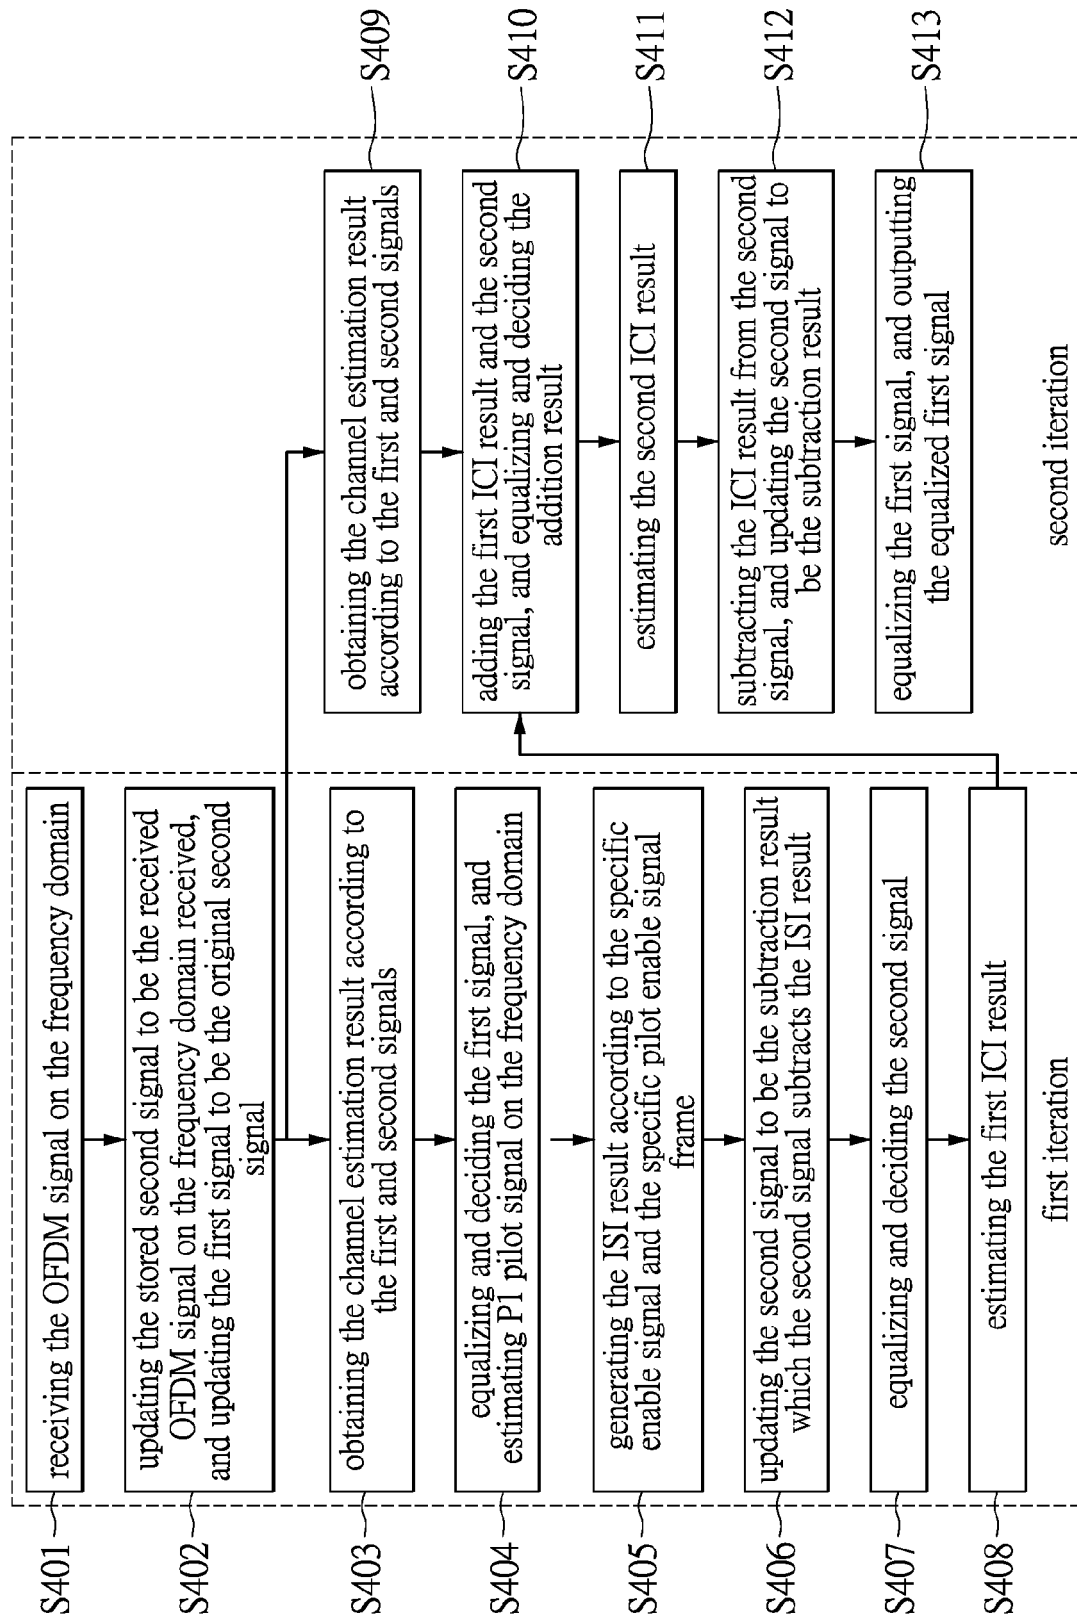 S401
receiving the OFDM signal on the frequency domain
S402
updating the stored second signal to be the received
OFDM signal on the frequency domain received,
and updating the first signal to be the original second
signal
S403
obtaining the channel estimation result according to
the first and second signals
S404
equalizing and deciding the first signal, and
estimating P1 pilot signal on the frequency domain
S405
generating the ISI result according to the specific
enable signal and the specific pilot enable signal
frame
S406
updating the second signal to be the subtraction result
which the second signal subtracts the ISI result
S407
equalizing and deciding the second signal
S408
estimating the first ICI result
first iteration
obtaining the channel estimation result
according to the first and second signals
S409
adding the first ICI result and the second
signal, and equalizing and deciding the
addition result
S410
estimating the second ICI result
S411
subtracting the ICI result from the second
signal, and updating the second signal to
be the subtraction result
S412
equalizing the first signal, and outputting
the equalized first signal
S413
second iteration